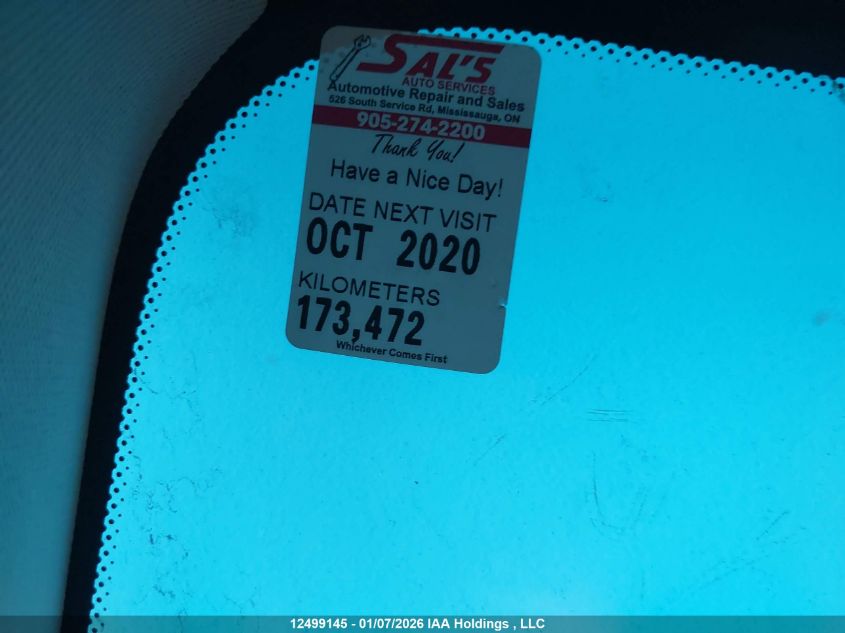 SAL'S
AUTO SERVICES
Automotive Repair and Sales
526 South Service Rd, Mississauga, ON
905-274-2200
Thank You!
Have a Nice Day!
DATE NEXT VISIT
OCT 2020
KILOMETERS
173,472
Whichever Comes First
12499145 - 01/07/2026 IAA Holdings , LLC